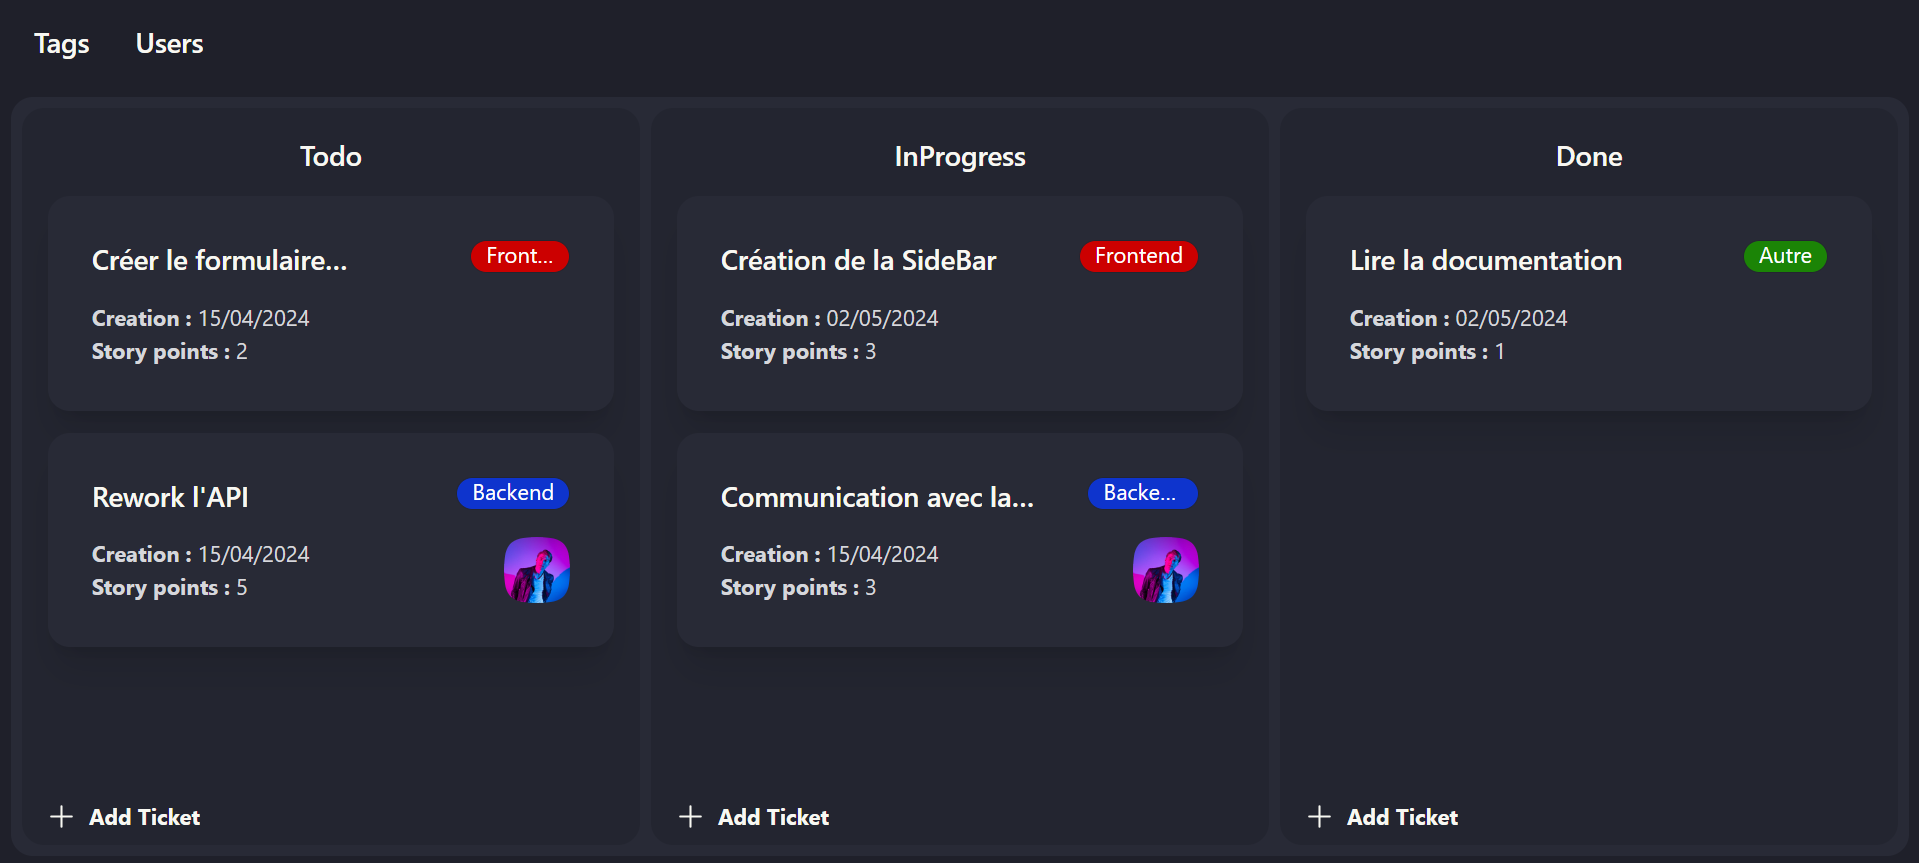 Tags
Users
Todo
Créer le formulaire...
Front...
Creation : 15/04/2024
Story points : 2
Rework l'API
Backend
Creation : 15/04/2024
Story points : 5
Add Ticket
InProgress
Création de la SideBar
Frontend
Creation : 02/05/2024
Story points : 3
Communication avec la...
Backe...
Creation : 15/04/2024
Story points : 3
Add Ticket
Done
Lire la documentation
Autre
Creation : 02/05/2024
Story points : 1
Add Ticket